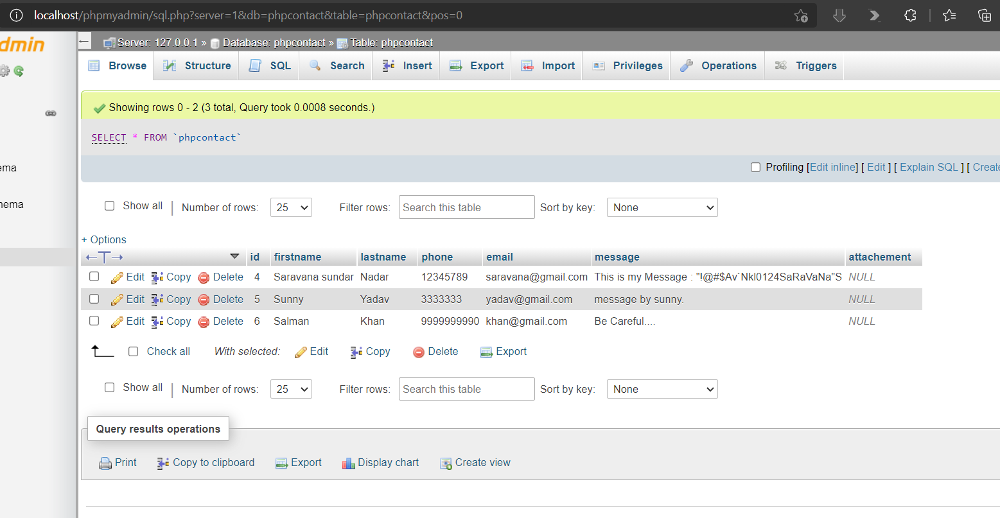 localhost/phpmyadmin/sql.php?server=1&db=phpcontact&table=phpcontact&pos=0
dmin
Server: 127.0.0.1 » Database: phpcontact » Table: phpcontact
Browse Structure SQL Search Insert Export Import Privileges Operations Triggers
Showing rows 0 - 2 (3 total, Query took 0.0008 seconds.)
SELECT * FROM `phpcontact`
ema
Profiling [Edit inline] [ Edit ] [ Explain SQL ] [ Create
hema
Show all | Number of rows: 25 Filter rows: Search this table Sort by key: None
+ Options
←T→ id firstname lastname phone email message attachement
Edit Copy Delete 4 Saravana sundar Nadar 12345789 saravana@gmail.com This is my Message : "!@#$Av`Nkl0124SaRaVaNa"S NULL
Edit Copy Delete 5 Sunny Yadav 3333333 yadav@gmail.com message by sunny. NULL
Edit Copy Delete 6 Salman Khan 9999999990 khan@gmail.com Be Careful.... NULL
Check all With selected: Edit Copy Delete Export
Show all | Number of rows: 25 Filter rows: Search this table Sort by key: None
Query results operations
Print Copy to clipboard Export Display chart Create view